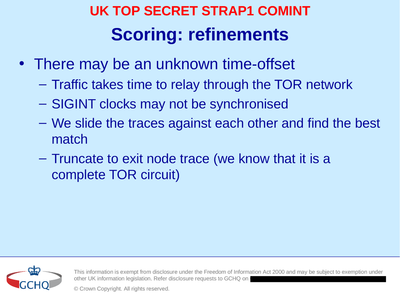 UK TOP SECRET STRAP1 COMINT
Scoring: refinements
• There may be an unknown time-offset
– Traffic takes time to relay through the TOR network
– SIGINT clocks may not be synchronised
– We slide the traces against each other and find the best
match
– Truncate to exit node trace (we know that it is a
complete TOR circuit)
GCHQ
This information is exempt from disclosure under the Freedom of Information Act 2000 and may be subject to exemption under
other UK information legislation. Refer disclosure requests to GCHQ on
© Crown Copyright. All rights reserved.